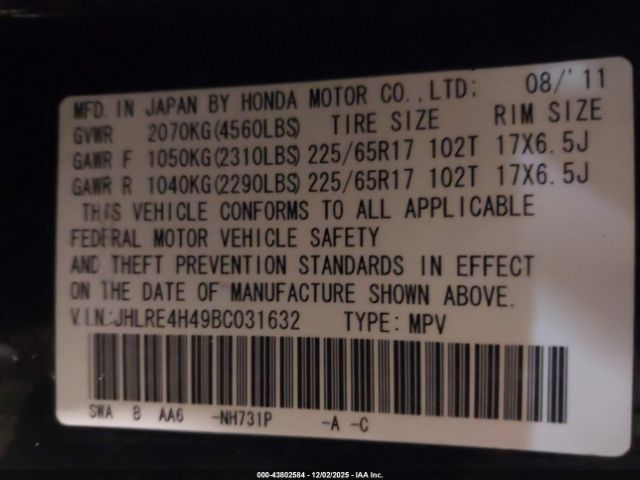 MFD. IN JAPAN BY HONDA MOTOR CO., LTD: 08/'11
GVWR 2070KG(4560LBS) TIRE SIZE RIM SIZE
GAWR F 1050KG(2310LBS) 225/65R17 102T 17X6.5J
GAWR R 1040KG(2290LBS) 225/65R17 102T 17X6.5J
THIS VEHICLE CONFORMS TO ALL APPLICABLE
FEDERAL MOTOR VEHICLE SAFETY
AND THEFT PREVENTION STANDARDS IN EFFECT
ON THE DATE OF MANUFACTURE SHOWN ABOVE.
V.I.N.:JHLRE4H49BC031632 TYPE: MPV
SWA B AA6 -NH731P -A -C
000-43802584 - 12/02/2025 - IAA Inc.